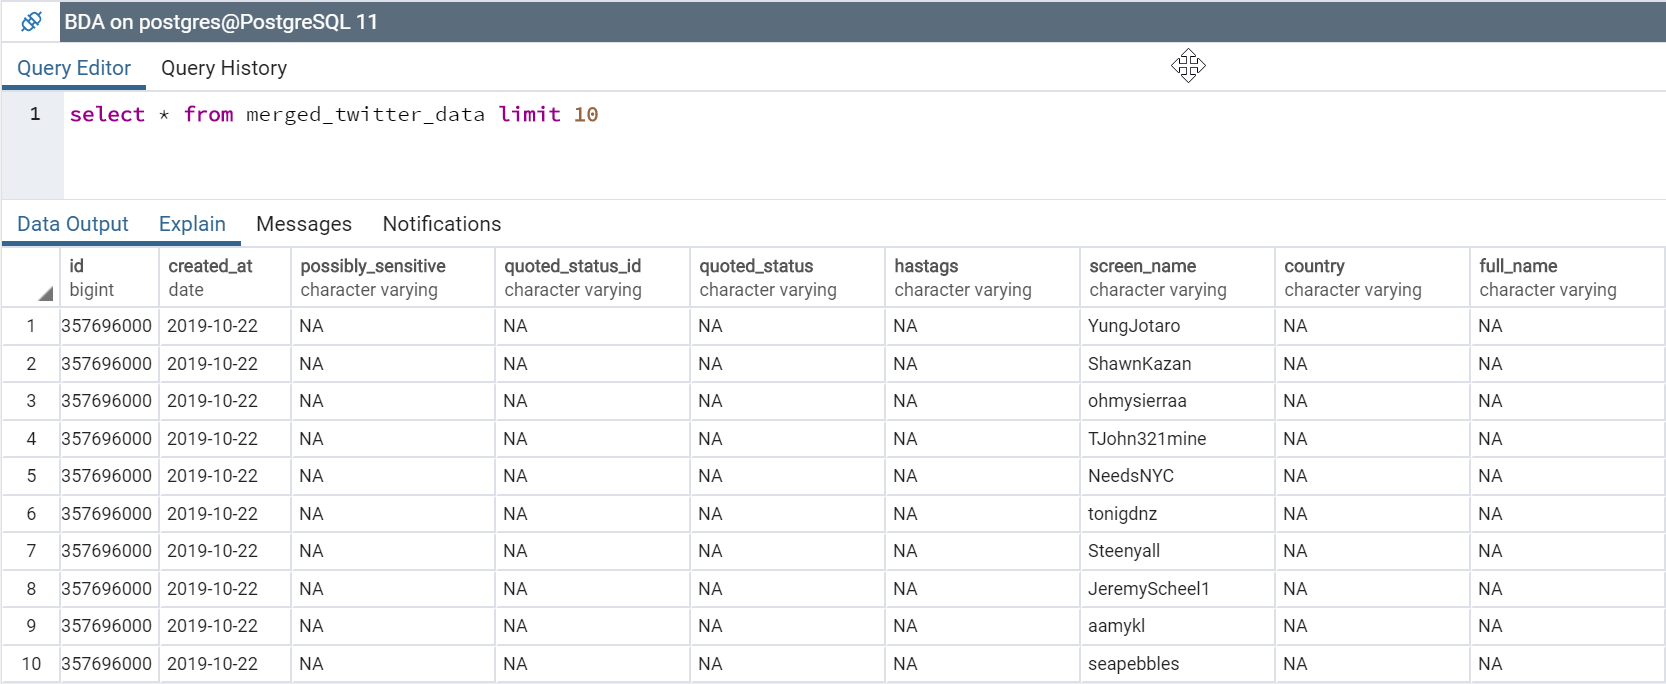 BDA on postgres@PostgreSQL 11
Query Editor Query History
1 select * from merged_twitter_data limit 10
Data Output Explain Messages Notifications
id created_at possibly_sensitive quoted_status_id quoted_status hastags screen_name country full_name
bigint date character varying character varying character varying character varying character varying character varying character varying
1 357696000 2019-10-22 NA NA NA NA YungJotaro NA NA
2 357696000 2019-10-22 NA NA NA NA ShawnKazan NA NA
3 357696000 2019-10-22 NA NA NA NA ohmysierraa NA NA
4 357696000 2019-10-22 NA NA NA NA TJohn321mine NA NA
5 357696000 2019-10-22 NA NA NA NA NeedsNYC NA NA
6 357696000 2019-10-22 NA NA NA NA tonigdnz NA NA
7 357696000 2019-10-22 NA NA NA NA Steenyall NA NA
8 357696000 2019-10-22 NA NA NA NA JeremyScheel1 NA NA
9 357696000 2019-10-22 NA NA NA NA aamykl NA NA
10 357696000 2019-10-22 NA NA NA NA seapebbles NA NA